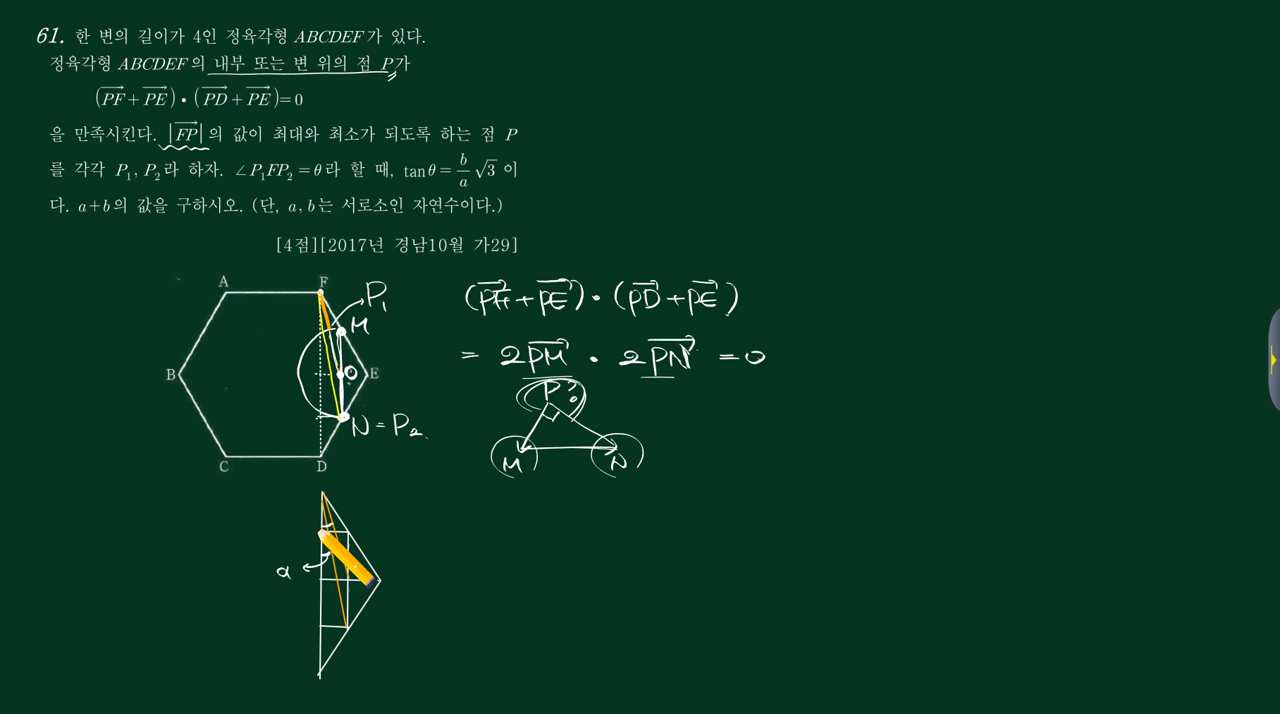 61. 한 변의 길이가 4인 정육각형 ABCDEF가 있다.
정육각형 ABCDEF의 내부 또는 변 위의 점 P가
(PF+PE)•(PD+PE)=0
을 만족시킨다. |FP|의 값이 최대와 최소가 되도록 하는 점 P
를 각각 P₁, P₂라 하자. ∠P₁FP₂=θ라 할 때, tanθ=b/a √3 이
다. a+b의 값을 구하시오. (단, a, b는 서로소인 자연수이다.)
[4점][2017년 경남10월 가29]
A F P₁
M
B O E
N=P₂
C D
(PF+PE)•(PD+PE)
= 2PM • 2PN = 0
P?
M N
α